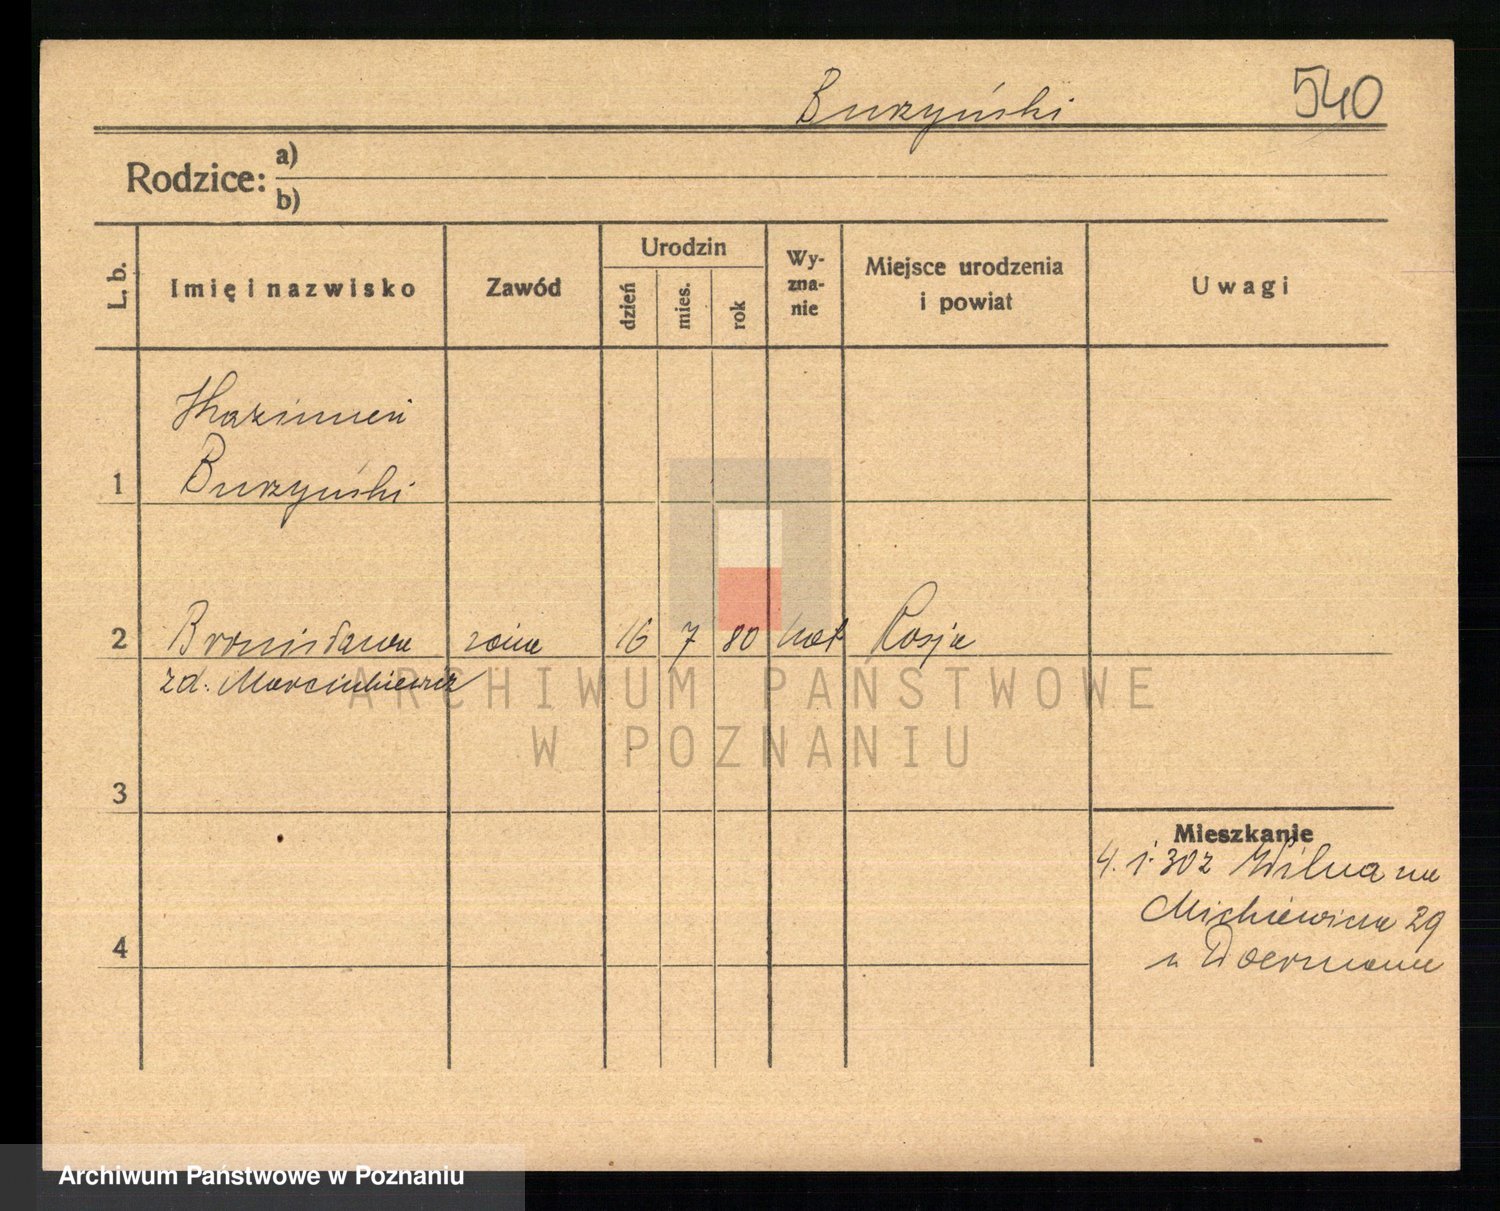 Burzyński 540
Rodzice: a)
b)
L. b. Imię i nazwisko Zawód Urodzin dzień mies. rok Wy-zna-nie Miejsce urodzenia i powiat Uwagi
Kazimierz
1 Burzyński
2 Bronisława żona 16 7 80 kat Rosja
zd. Marcinkiewicz
ARCHIWUM PAŃSTWOWE
W POZNANIU
3
Mieszkanie
4. 1. 30 z Wilna na
Mickiewicza 29
4 u
Archiwum Państwowe w Poznaniu